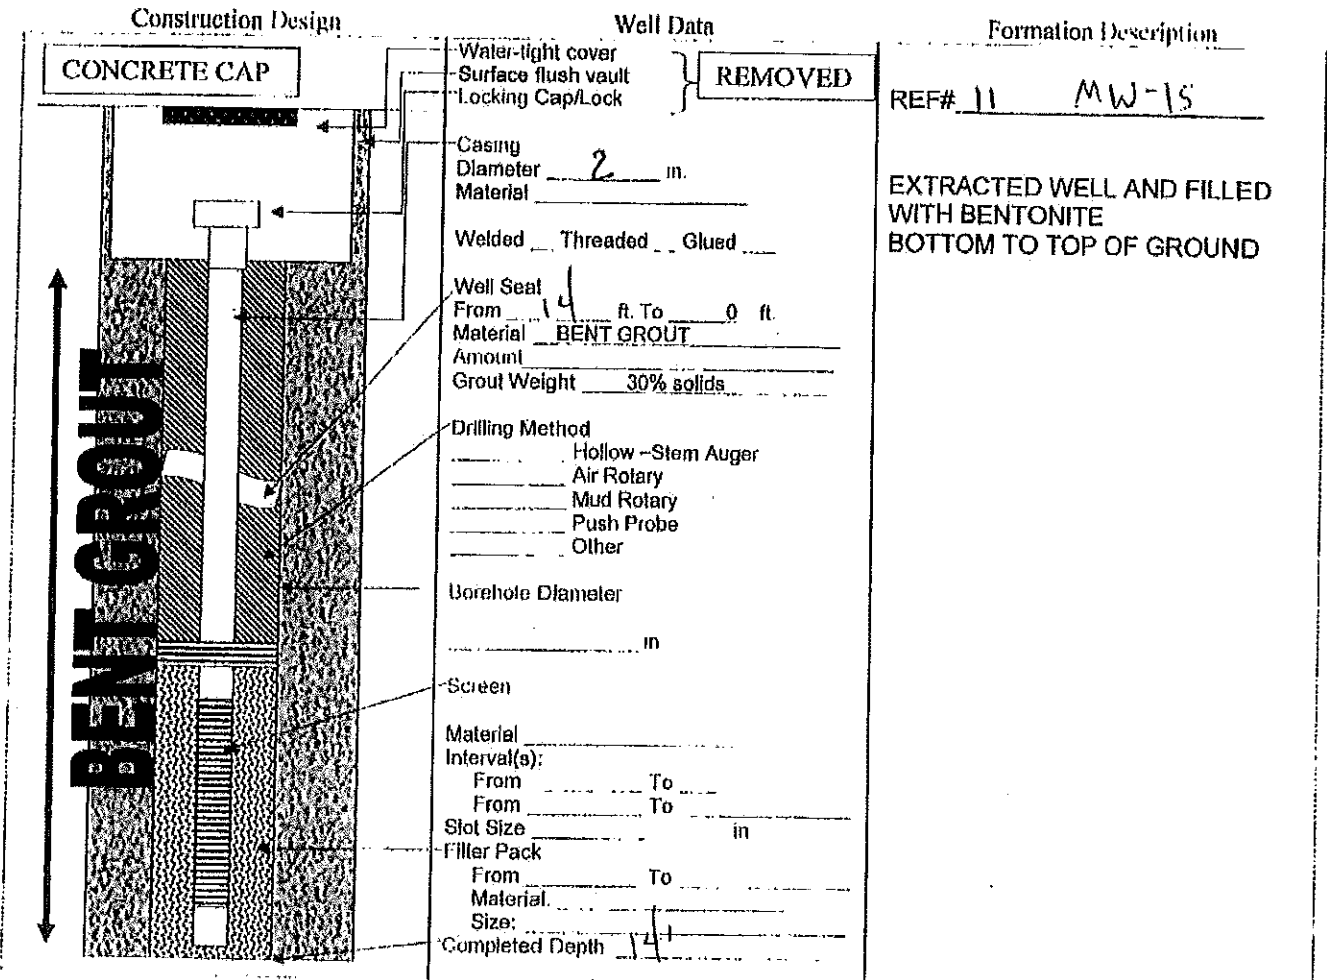 Construction Design
CONCRETE CAP
BENT GROUT
Well Data
Water-tight cover
Surface flush vault
Locking Cap/Lock
REMOVED
Casing
Diameter 2 in.
Material
Welded Threaded Glued
Well Seal
From 14 ft. To 0 ft.
Material BENT GROUT
Amount
Grout Weight 30% solids
Drilling Method
Hollow-Stem Auger
Air Rotary
Mud Rotary
Push Probe
Other
Borehole Diameter
in
Screen
Material
Interval(s):
From To
From To
Slot Size in
Filter Pack
From To
Material.
Size:
Completed Depth 14'
Formation Description
REF# 11 MW-1S
EXTRACTED WELL AND FILLED
WITH BENTONITE
BOTTOM TO TOP OF GROUND